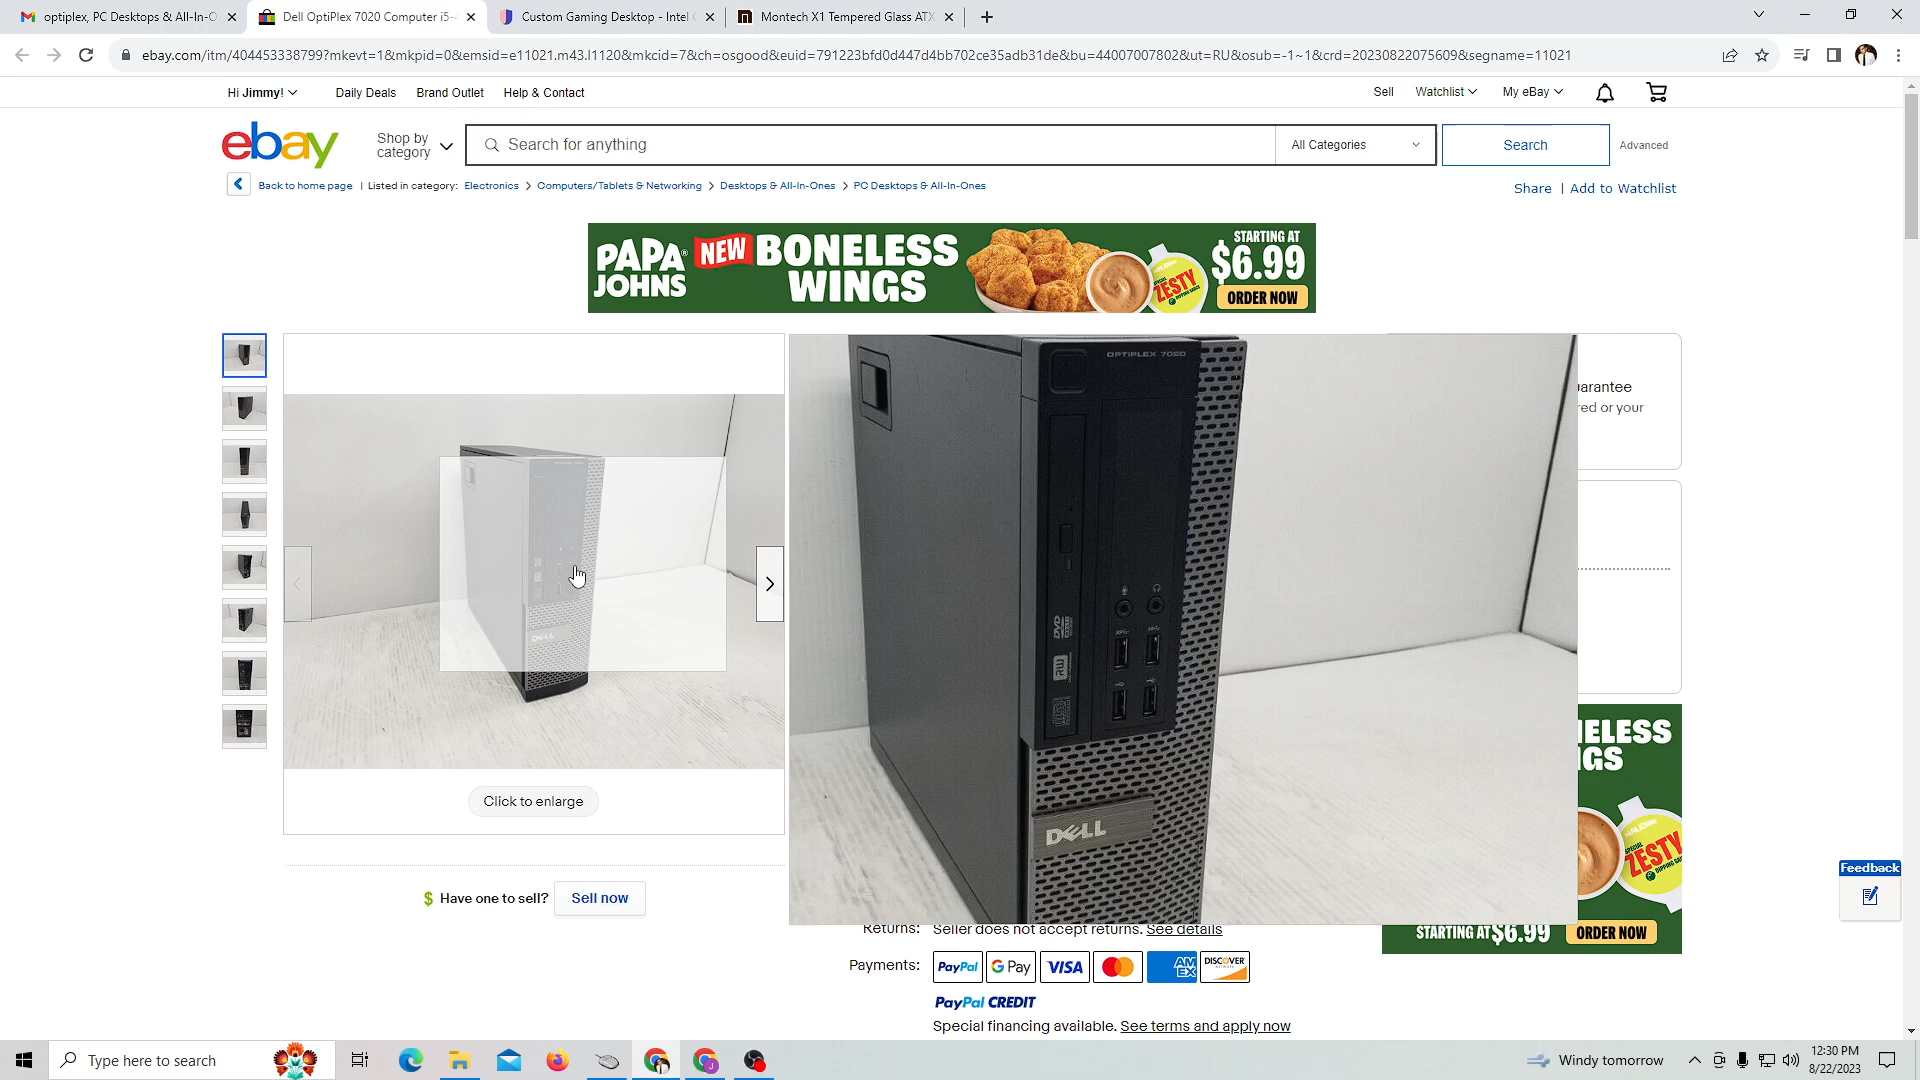 optiplex, PC Desktops & All-In-O
Dell OptiPlex 7020 Computer i5-
Custom Gaming Desktop - Intel
Montech X1 Tempered Glass ATX
ebay.com/itm/404453338799?mkevt=1&mkpid=0&emsid=e11021.m43.l1120&mkcid=7&ch=osgood&euid=791223bfd0d447d4bb702ce35adb31de&bu=44007007802&ut=RU&osub=-1~1&crd=20230822075609&segname=11021
Hi Jimmy!
Daily Deals
Brand Outlet
Help & Contact
Sell
Watchlist
My eBay
ebay
Shop by
category
Search for anything
All Categories
Search
Advanced
Back to home page | Listed in category: Electronics > Computers/Tablets & Networking > Desktops & All-In-Ones > PC Desktops & All-In-Ones
Share | Add to Watchlist
PAPA JOHNS
NEW BONELESS
WINGS
ZESTY
STARTING AT
$6.99
ORDER NOW
OPTIPLEX 7020
DVD
DELL
DELL
uarantee
red or your
IELESS
GS
ZESTY
STARTING AT $6.99
ORDER NOW
Click to enlarge
$ Have one to sell?
Sell now
Feedback
Returns: Seller does not accept returns. See details
Payments:
PayPal
G Pay
VISA
AM EX
DISCOVER
PayPal CREDIT
Special financing available. See terms and apply now
Type here to search
Windy tomorrow
12:30 PM
8/22/2023